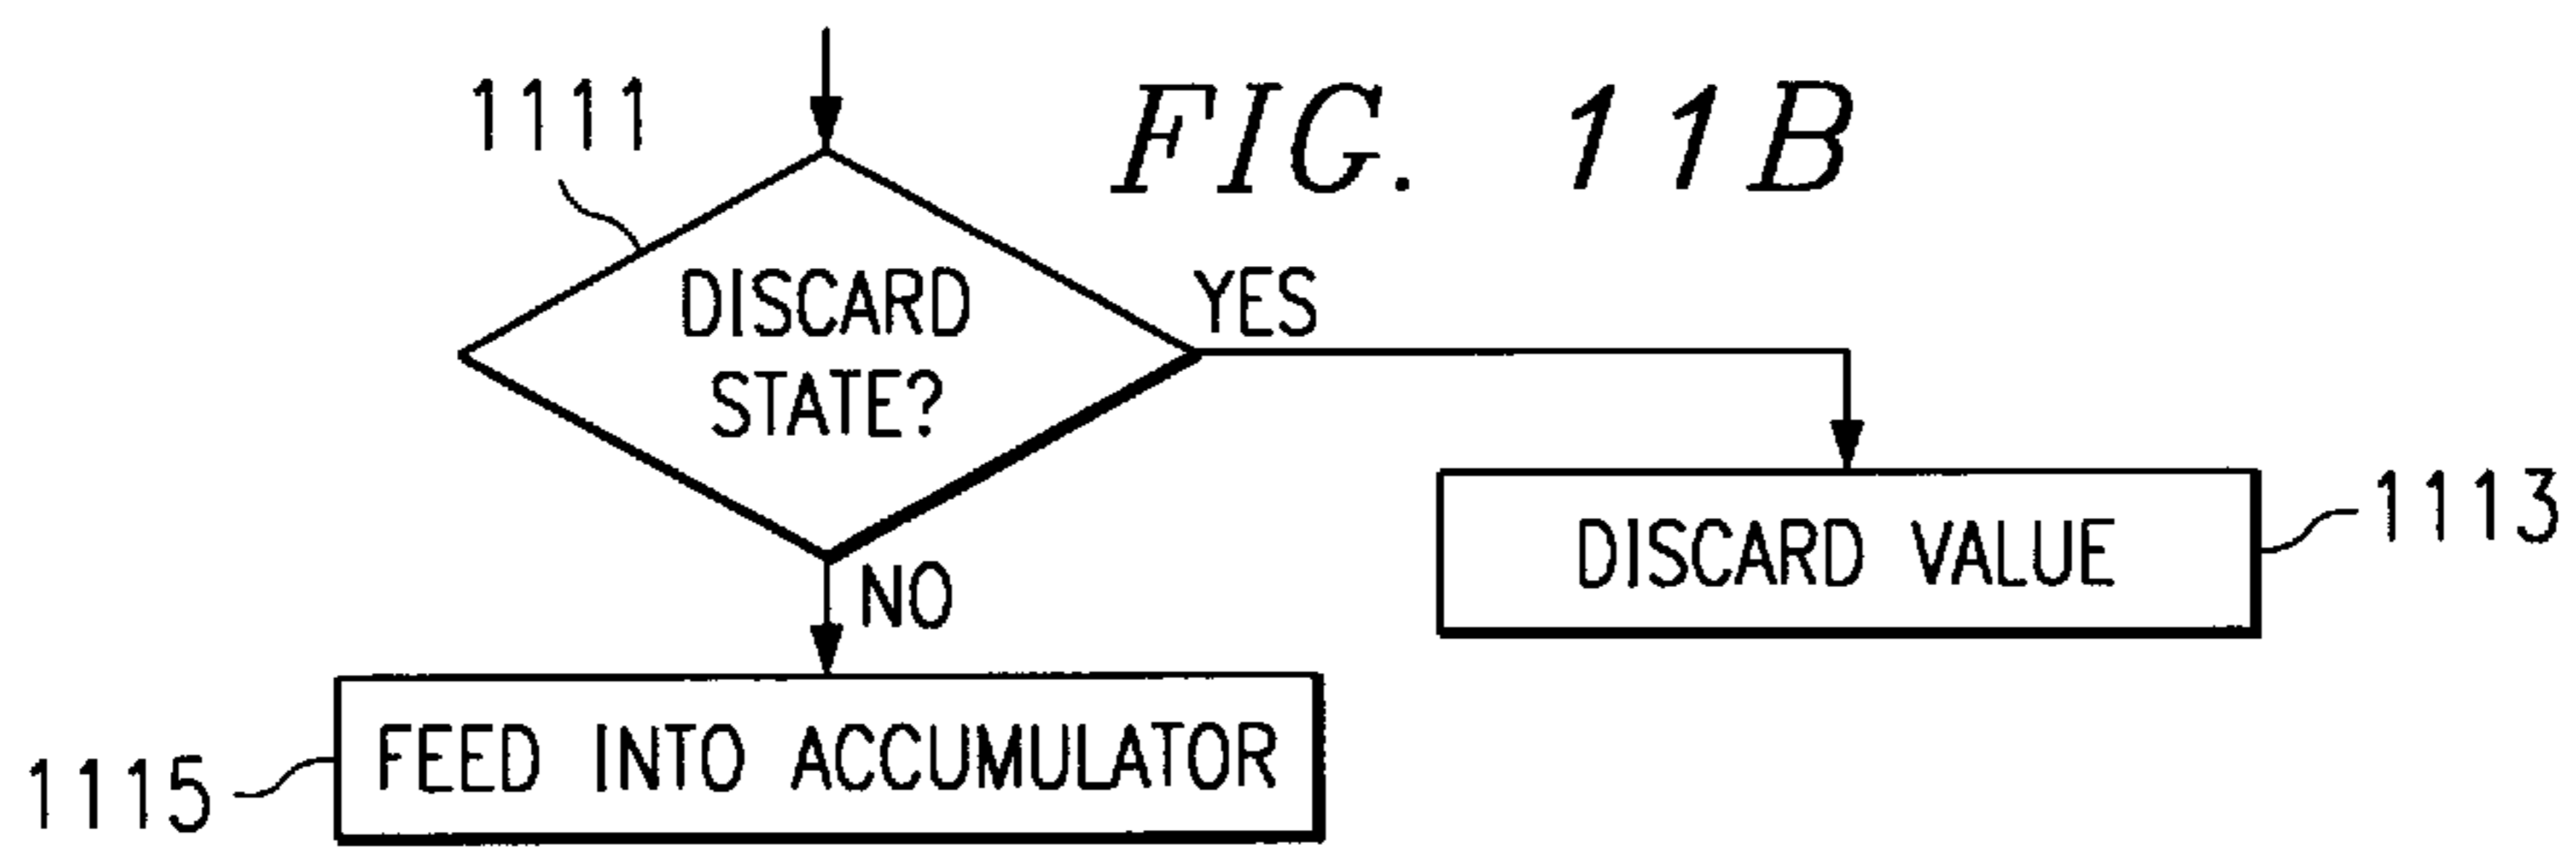 1111
FIG. 11B
DISCARD
STATE?
YES
DISCARD VALUE
1113
NO
FEED INTO ACCUMULATOR
1115